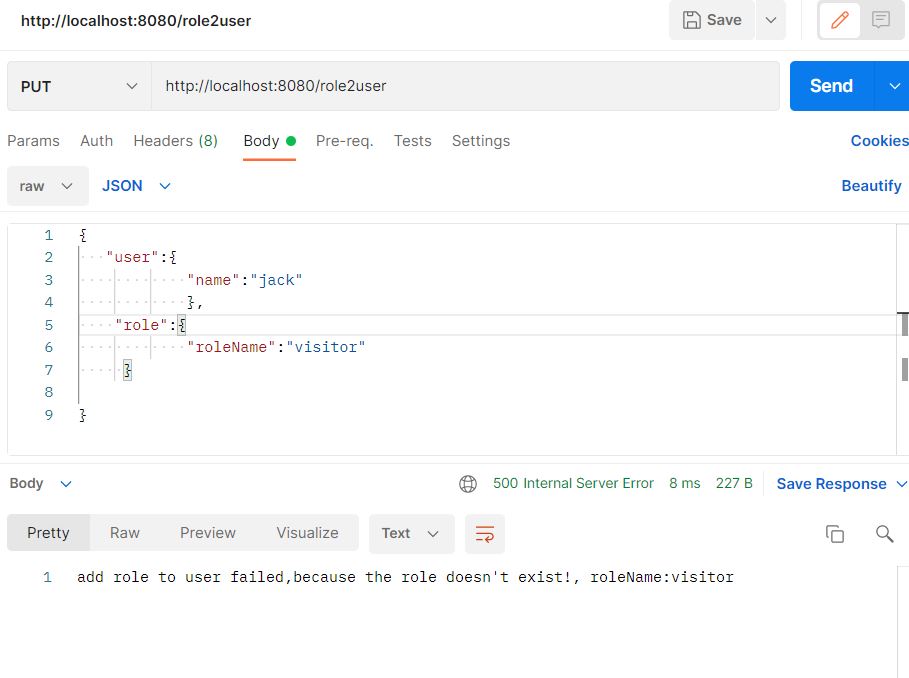 http://localhost:8080/role2user
Save
PUT
http://localhost:8080/role2user
Send
Params Auth Headers (8) Body Pre-req. Tests Settings Cookies
raw JSON Beautify
1 {
2 "user":{
3 "name":"jack"
4 },
5 "role":{
6 "roleName":"visitor"
7 }
8
9 }
Body 500 Internal Server Error 8 ms 227 B Save Response
Pretty Raw Preview Visualize Text
1 add role to user failed,because the role doesn't exist!, roleName:visitor